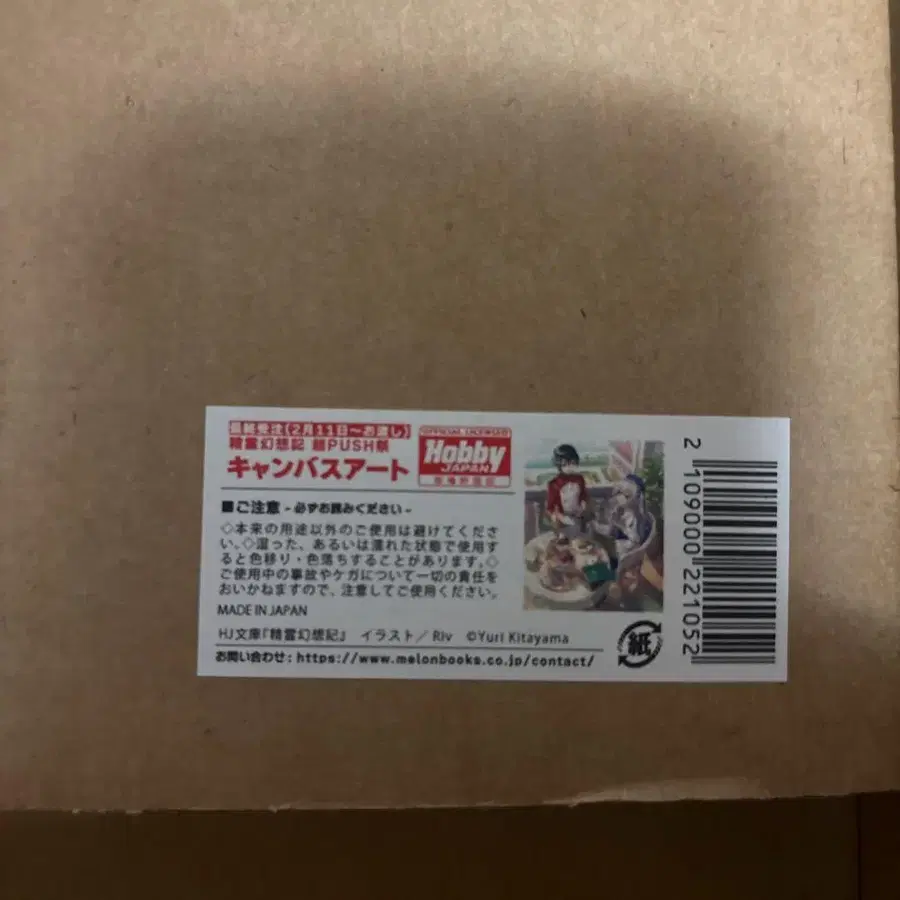 最終受注(2月11日〜お渡し)
精霊幻想記 超PUSH祭
キャンバスアート
OFFICIAL LICENSED
Hobby
JAPAN
■ご注意 -必ずお読みください-
◇本来の用途以外のご使用は避けてくださ
い。◇湿った、あるいは濡れた状態で使用す
ると色移り・色落ちすることがあります。◇
ご使用中の事故やケガについて一切の責任を
おいかねますので、注意してご使用ください。
MADE IN JAPAN
HJ文庫『精霊幻想記』 イラスト/Riv ©Yuri Kitayama
お問い合わせ:https://www.melonbooks.co.jp/contact/
紙
2109000221052